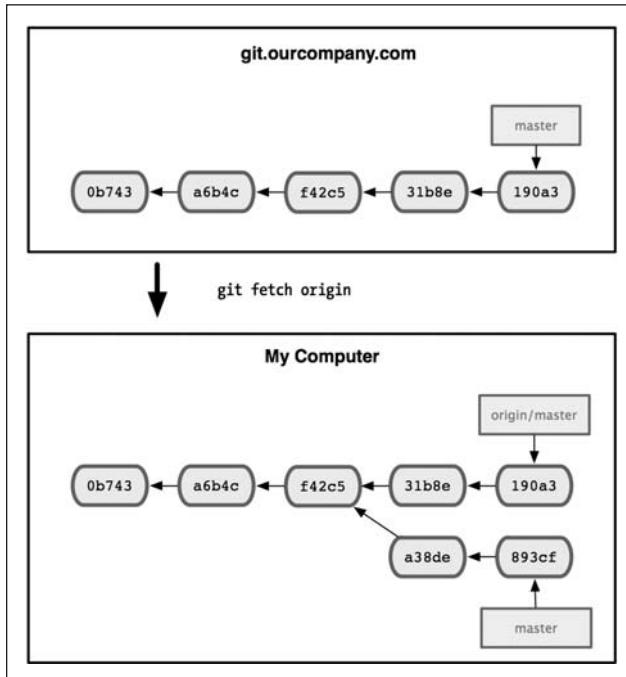 git.ourcompany.com
master
0b743 a6b4c f42c5 31b8e 190a3
git fetch origin
My Computer
origin/master
0b743 a6b4c f42c5 31b8e 190a3
a38de 893cf
master